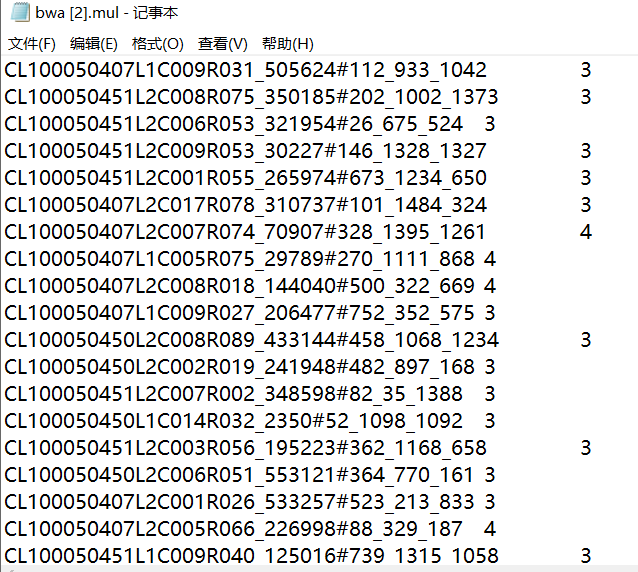 bwa [2].mul - 记事本
文件(F) 编辑(E) 格式(O) 查看(V) 帮助(H)
CL100050407L1C009R031_505624#112_933_1042 3
CL100050451L2C008R075_350185#202_1002_1373 3
CL100050451L2C006R053_321954#26_675_524 3
CL100050451L2C009R053_30227#146_1328_1327 3
CL100050451L2C001R055_265974#673_1234_650 3
CL100050407L2C017R078_310737#101_1484_324 3
CL100050407L2C007R074_70907#328_1395_1261 4
CL100050407L1C005R075_29789#270_1111_868 4
CL100050407L2C008R018_144040#500_322_669 4
CL100050407L1C009R027_206477#752_352_575 3
CL100050450L2C008R089_433144#458_1068_1234 3
CL100050450L2C002R019_241948#482_897_168 3
CL100050451L2C007R002_348598#82_35_1388 3
CL100050450L1C014R032_2350#52_1098_1092 3
CL100050451L2C003R056_195223#362_1168_658 3
CL100050450L2C006R051_553121#364_770_161 3
CL100050407L2C001R026_533257#523_213_833 3
CL100050407L2C005R066_226998#88_329_187 4
CL100050451L1C009R040_125016#739_1315_1058 3